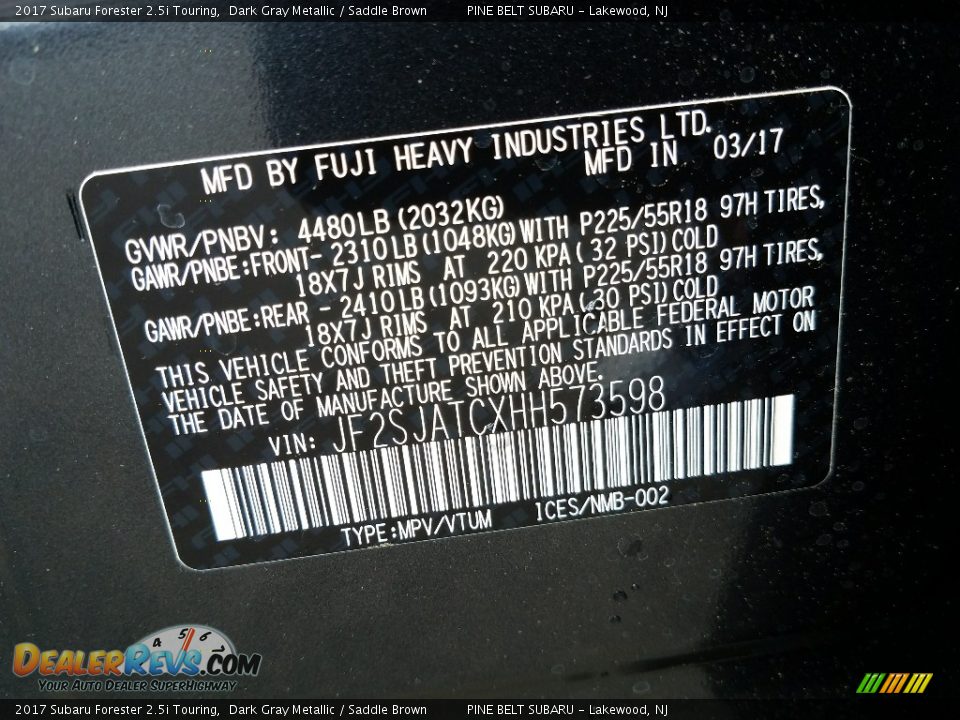 2017 Subaru Forester 2.5i Touring,  Dark Gray Metallic / Saddle Brown  PINE BELT SUBARU - Lakewood, NJ
MFD BY FUJI HEAVY INDUSTRIES LTD.
MFD IN 03/17
GVWR/PNBV: 4480LB(2032KG)
GAWR/PNBE:FRONT- 2310LB(1048KG)WITH P225/55R18 97H TIRES,
18X7J RIMS AT 220 KPA(32 PSI)COLD
GAWR/PNBE:REAR - 2410LB(1093KG)WITH P225/55R18 97H TIRES,
18X7J RIMS AT 210 KPA(30 PSI)COLD
THIS VEHICLE CONFORMS TO ALL APPLICABLE FEDERAL MOTOR
VEHICLE SAFETY AND THEFT PREVENTION STANDARDS IN EFFECT ON
THE DATE OF MANUFACTURE SHOWN ABOVE.
VIN: JF2SJATCXHH573598
TYPE:MPV/VTUM ICES/NMB-002
4 5 6
DealerRevs.com
Your Auto Dealer SuperHighway
2017 Subaru Forester 2.5i Touring,  Dark Gray Metallic / Saddle Brown  PINE BELT SUBARU - Lakewood, NJ